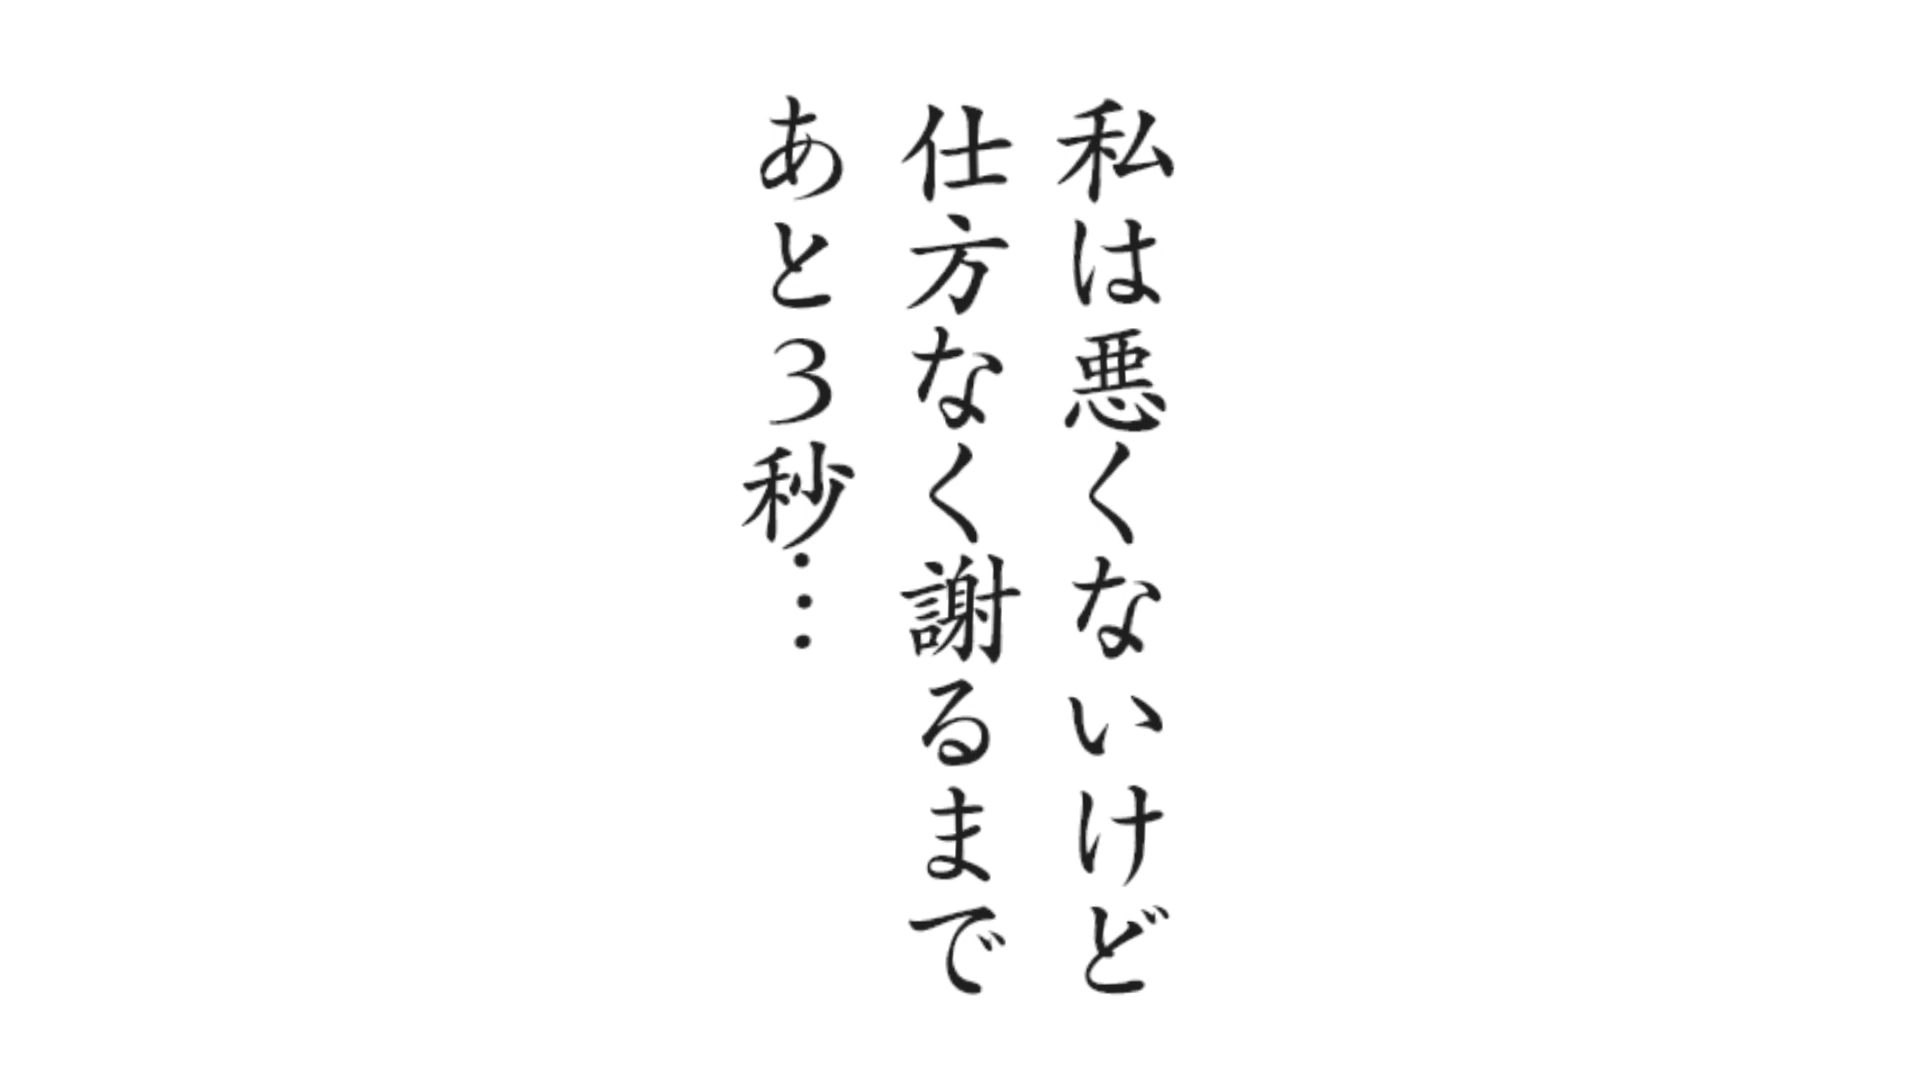 私は悪くないけど
仕方なく謝るまで
あと3秒…